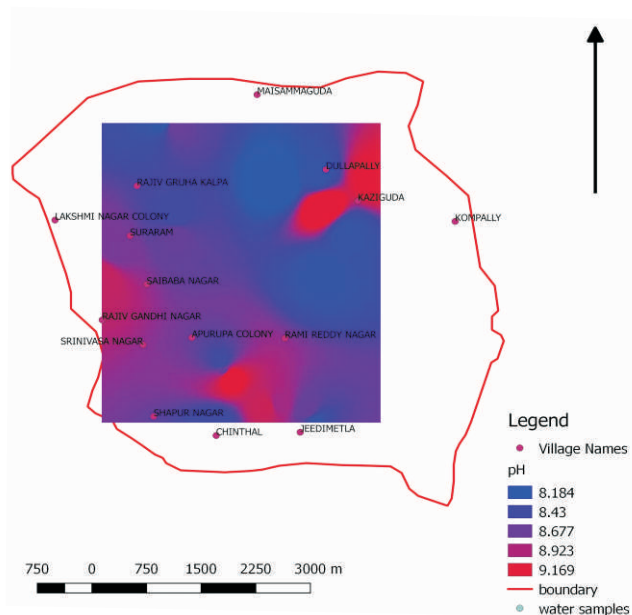 MAISAMMAGUDA
DULLAPALLY
RAJIV GRUHA KALPA
KAZIGUDA
LAKSHMI NAGAR COLONY
KOMPALLY
SURARAM
SAIBABA NAGAR
RAJIV GANDHI NAGAR
APURUPA COLONY
RAMI REDDY NAGAR
SRINIVASA NAGAR
SHAPUR NAGAR
CHINTHAL
JEEDIMETLA
Legend
Village Names
pH
8.184
8.43
8.677
8.923
9.169
boundary
water samples
750 0 750 1500 2250 3000 m